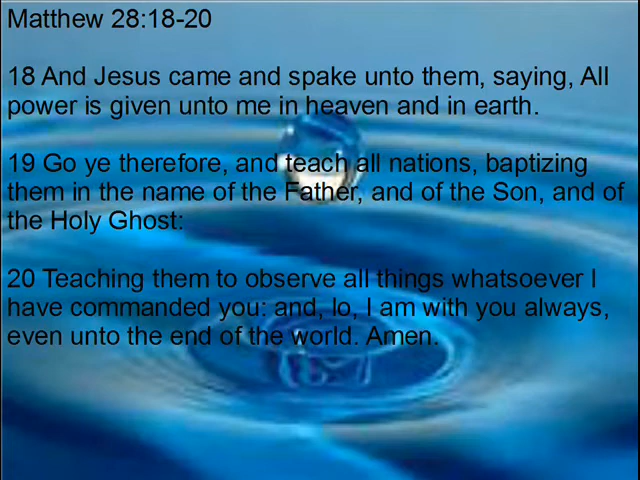 Matthew 28:18-20
18 And Jesus came and spake unto them, saying, All
power is given unto me in heaven and in earth.
19 Go ye therefore, and teach all nations, baptizing
them in the name of the Father, and of the Son, and of
the Holy Ghost:
20 Teaching them to observe all things whatsoever I
have commanded you: and, lo, I am with you always,
even unto the end of the world. Amen.